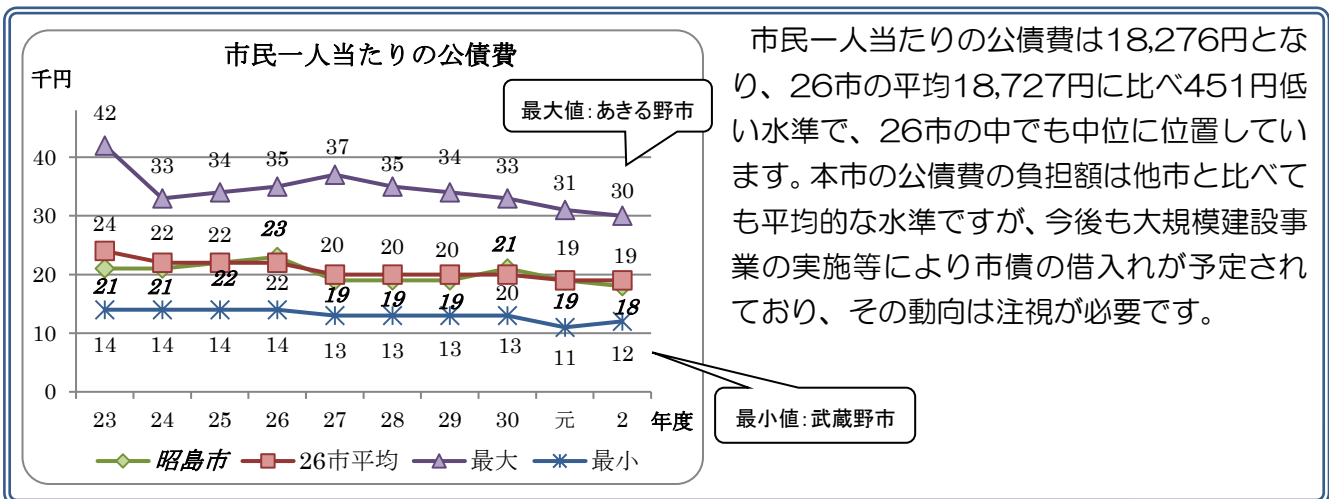 市民一人当たりの公債費
千円
最大値：あきる野市
42 33 34 35 37 35 34 33 31 30
24 22 22 23 20 20 20 21 19 19
21 21 22 22 19 19 19 20 19 18
14 14 14 14 13 13 13 13 11 12
40
30
20
10
0
23 24 25 26 27 28 29 30 元 2 年度
昭島市 26市平均 最大 最小
最小値：武蔵野市
市民一人当たりの公債費は18,276円とな
り、26市の平均18,727円に比べ451円低
い水準で、26市の中でも中位に位置してい
ます。本市の公債費の負担額は他市と比べて
も平均的な水準ですが、今後も大規模建設事
業の実施等により市債の借入れが予定され
ており、その動向は注視が必要です。